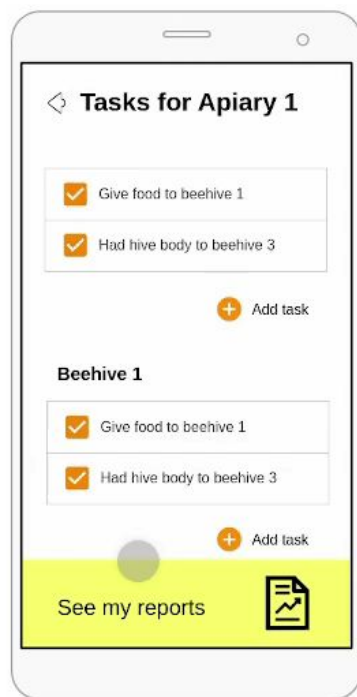 Tasks for Apiary 1
Give food to beehive 1
Had hive body to beehive 3
Add task
Beehive 1
Give food to beehive 1
Had hive body to beehive 3
Add task
See my reports